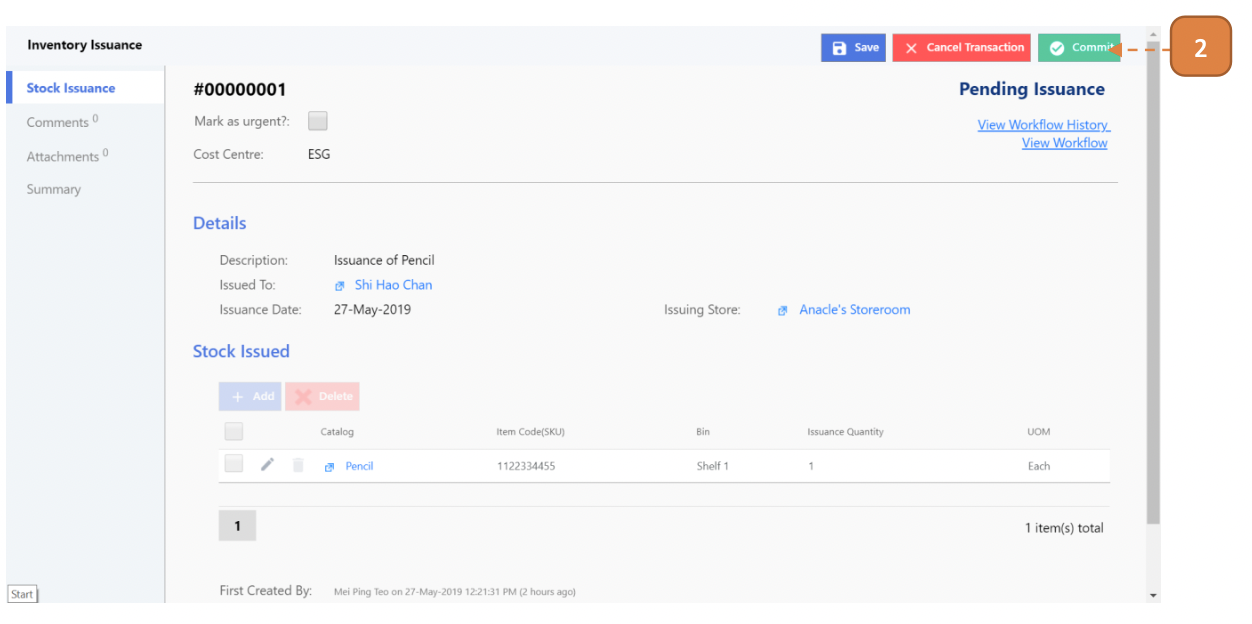 Inventory Issuance
Save
Cancel Transaction
Commit
2
Stock Issuance
Comments 0
Attachments 0
Summary
#00000001
Pending Issuance
Mark as urgent?:
View Workflow History
Cost Centre: ESG
View Workflow
Details
Description: Issuance of Pencil
Issued To: Shi Hao Chan
Issuance Date: 27-May-2019 Issuing Store: Anacle's Storeroom
Stock Issued
+ Add Delete
Catalog Item Code(SKU) Bin Issuance Quantity UOM
Pencil 1122334455 Shelf 1 1 Each
1 1 item(s) total
First Created By: Mei Ping Teo on 27-May-2019 12:21:31 PM (2 hours ago)
Start